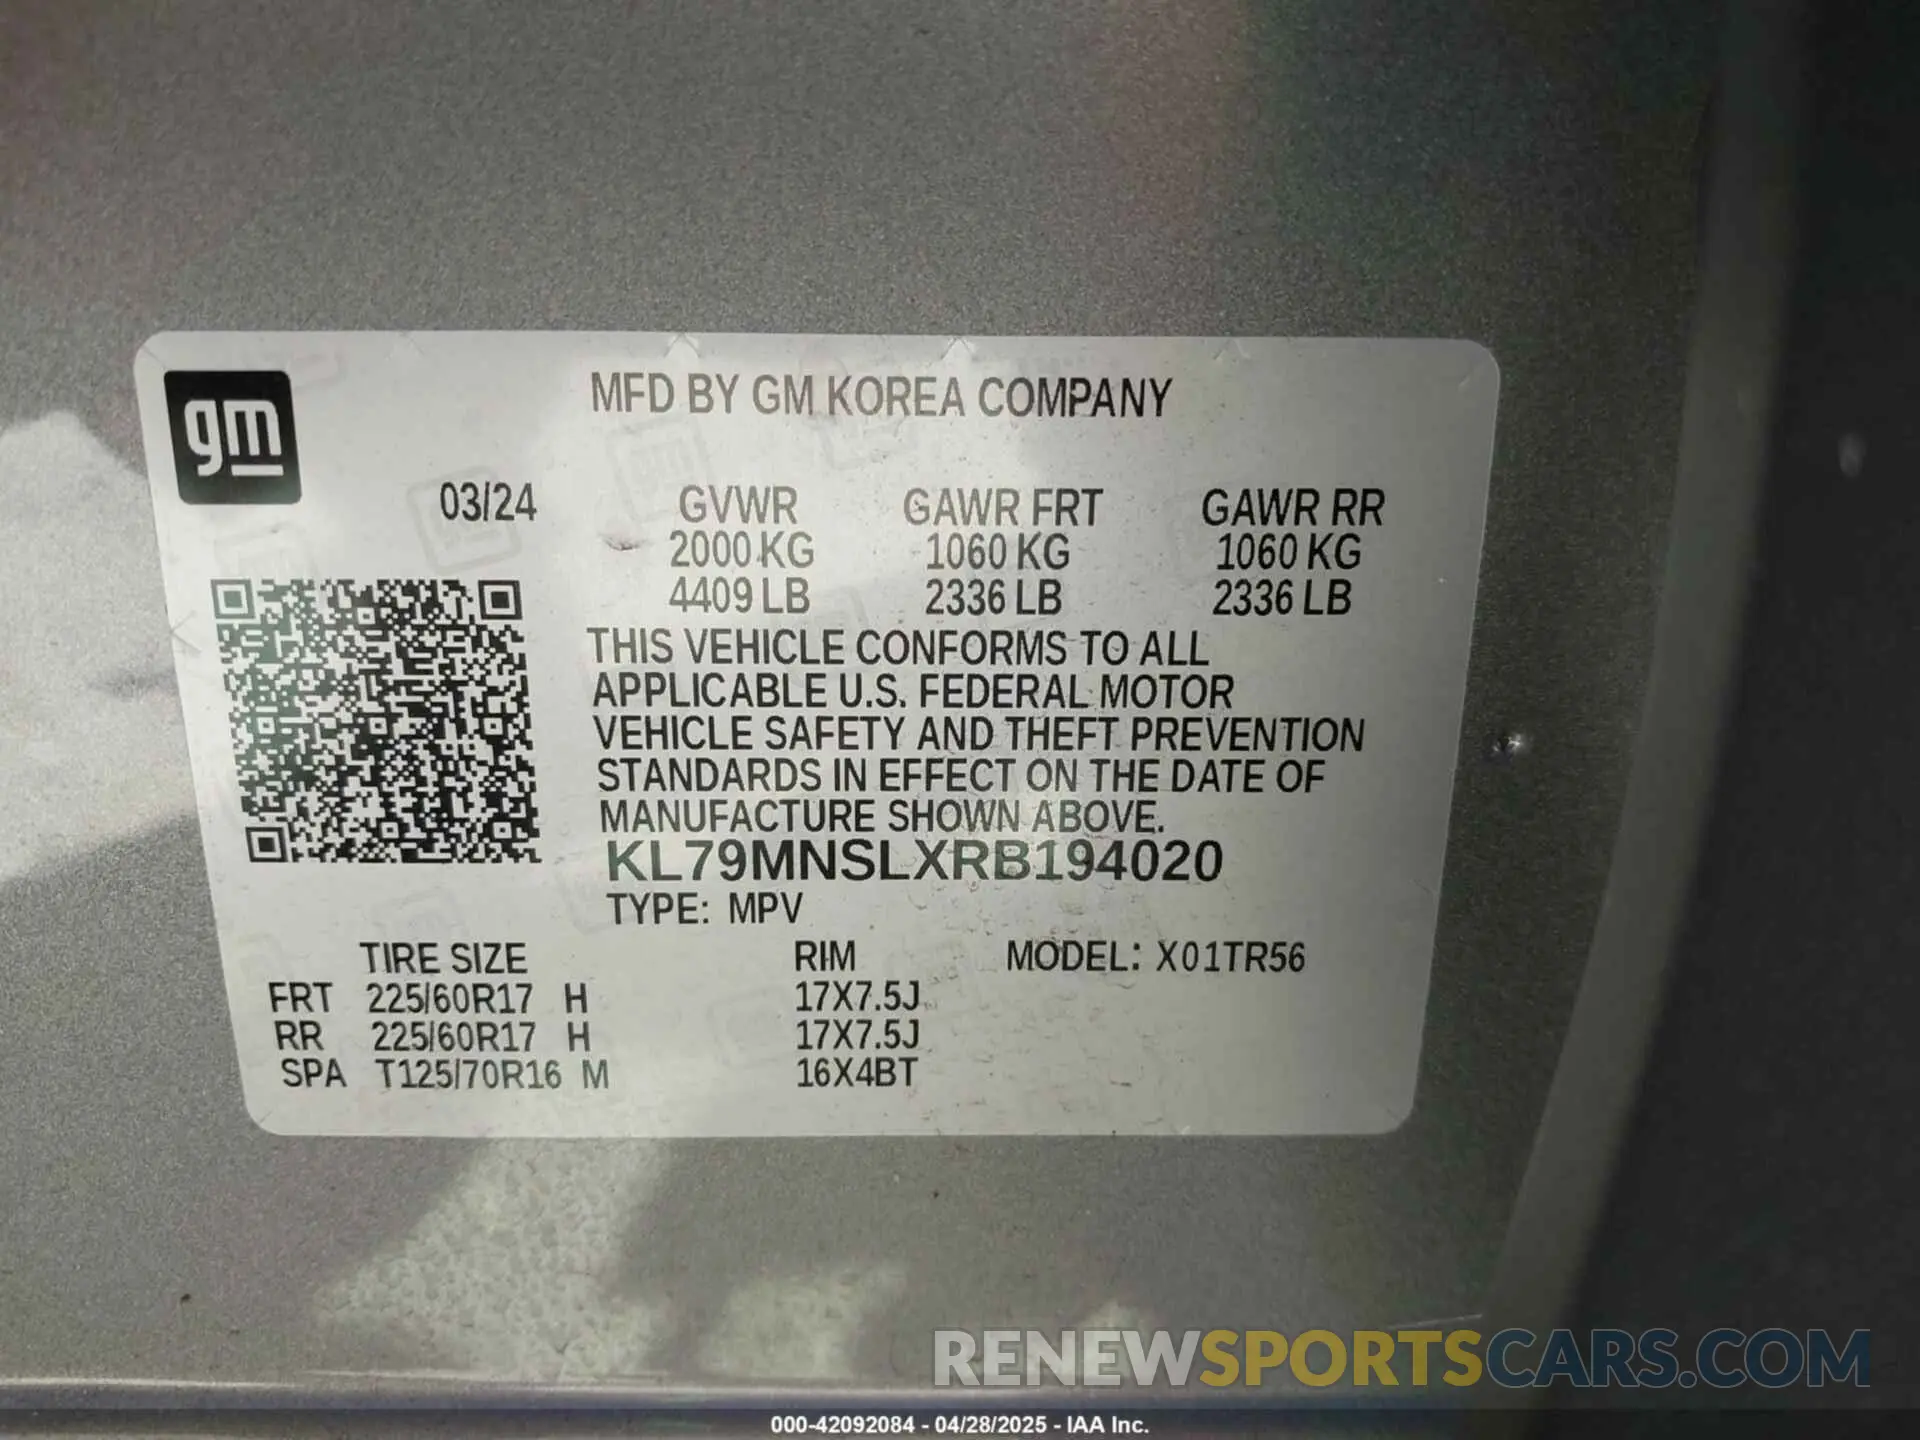 gm
MFD BY GM KOREA COMPANY
03/24 GVWR GAWR FRT GAWR RR
2000 KG 1060 KG 1060 KG
4409 LB 2336 LB 2336 LB
THIS VEHICLE CONFORMS TO ALL
APPLICABLE U.S. FEDERAL MOTOR
VEHICLE SAFETY AND THEFT PREVENTION
STANDARDS IN EFFECT ON THE DATE OF
MANUFACTURE SHOWN ABOVE.
KL79MNSLXRB194020
TYPE: MPV
TIRE SIZE RIM MODEL: X01TR56
FRT 225/60R17 H 17X7.5J
RR 225/60R17 H 17X7.5J
SPA T125/70R16 M 16X4BT
RENEWSPORTSCARS.COM
000-42092084 - 04/28/2025 - IAA Inc.